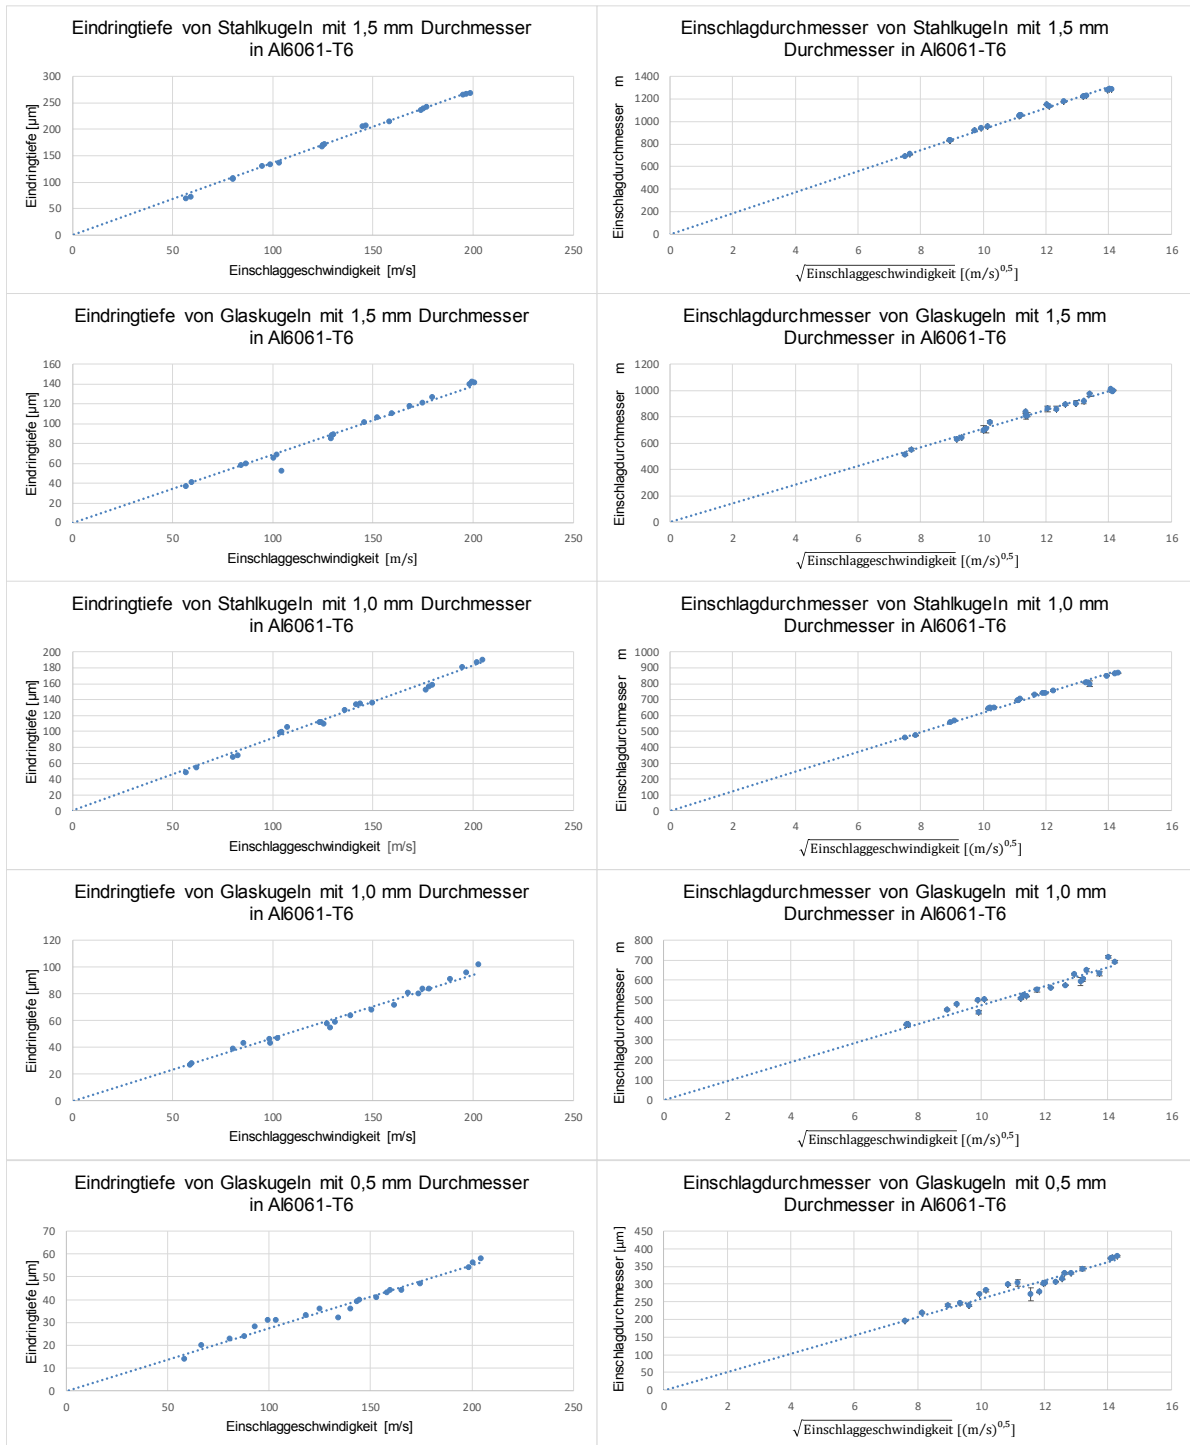 Eindringtiefe von Stahlkugeln mit 1,5 mm Durchmesser
in Al6061-T6
300
250
200
150
100
50
0
Eindringtiefe [µm]
0 50 100 150 200 250
Einschlaggeschwindigkeit [m/s]
Einschlagdurchmesser von Stahlkugeln mit 1,5 mm
Durchmesser in Al6061-T6
1400
1200
1000
800
600
400
200
0
Einschlagdurchmesser m
0 2 4 6 8 10 12 14 16
√Einschlaggeschwindigkeit [(m/s)^0,5]
Eindringtiefe von Glaskugeln mit 1,5 mm Durchmesser
in Al6061-T6
160
140
120
100
80
60
40
20
0
Eindringtiefe [µm]
0 50 100 150 200 250
Einschlaggeschwindigkeit [m/s]
Einschlagdurchmesser von Glaskugeln mit 1,5 mm
Durchmesser in Al6061-T6
1200
1000
800
600
400
200
0
Einschlagdurchmesser m
0 2 4 6 8 10 12 14 16
√Einschlaggeschwindigkeit [(m/s)^0,5]
Eindringtiefe von Stahlkugeln mit 1,0 mm Durchmesser
in Al6061-T6
200
180
160
140
120
100
80
60
40
20
0
Eindringtiefe [µm]
0 50 100 150 200 250
Einschlaggeschwindigkeit [m/s]
Einschlagdurchmesser von Stahlkugeln mit 1,0 mm
Durchmesser in Al6061-T6
1000
900
800
700
600
500
400
300
200
100
0
Einschlagdurchmesser m
0 2 4 6 8 10 12 14 16
√Einschlaggeschwindigkeit [(m/s)^0,5]
Eindringtiefe von Glaskugeln mit 1,0 mm Durchmesser
in Al6061-T6
120
100
80
60
40
20
0
Eindringtiefe [µm]
0 50 100 150 200 250
Einschlaggeschwindigkeit [m/s]
Einschlagdurchmesser von Glaskugeln mit 1,0 mm
Durchmesser in Al6061-T6
800
700
600
500
400
300
200
100
0
Einschlagdurchmesser m
0 2 4 6 8 10 12 14 16
√Einschlaggeschwindigkeit [(m/s)^0,5]
Eindringtiefe von Glaskugeln mit 0,5 mm Durchmesser
in Al6061-T6
70
60
50
40
30
20
10
0
Eindringtiefe [µm]
0 50 100 150 200 250
Einschlaggeschwindigkeit [m/s]
Einschlagdurchmesser von Glaskugeln mit 0,5 mm
Durchmesser in Al6061-T6
450
400
350
300
250
200
150
100
50
0
Einschlagdurchmesser [µm]
0 2 4 6 8 10 12 14 16
√Einschlaggeschwindigkeit [(m/s)^0,5]